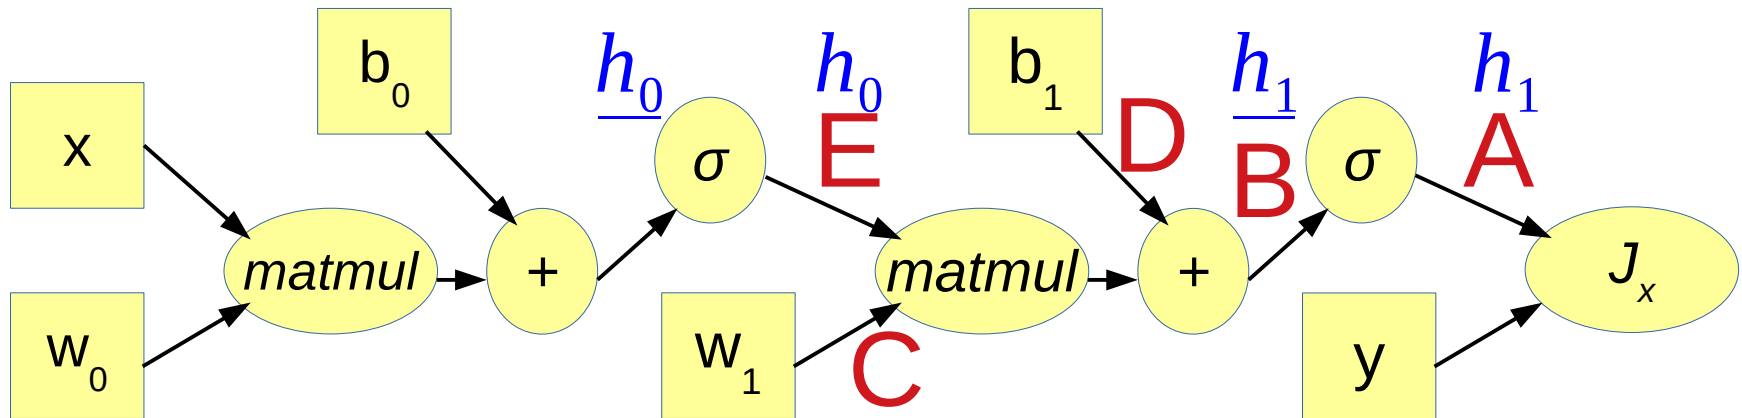 b0
h0
h0
b1
h1
h1
x
σ
E
D
B
σ
A
matmul
+
matmul
+
Jx
w0
w1
C
y